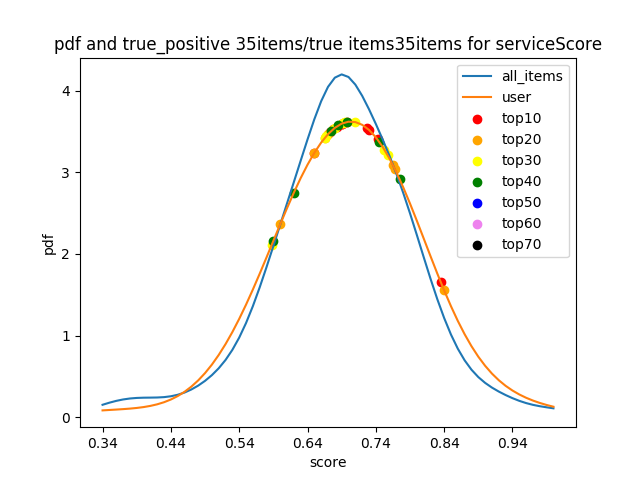 pdf and true_positive 35items/true items35items for serviceScore
all_items
user
top10
top20
top30
top40
top50
top60
top70
4
3
2
1
0
pdf
0.34 0.44 0.54 0.64 0.74 0.84 0.94
score